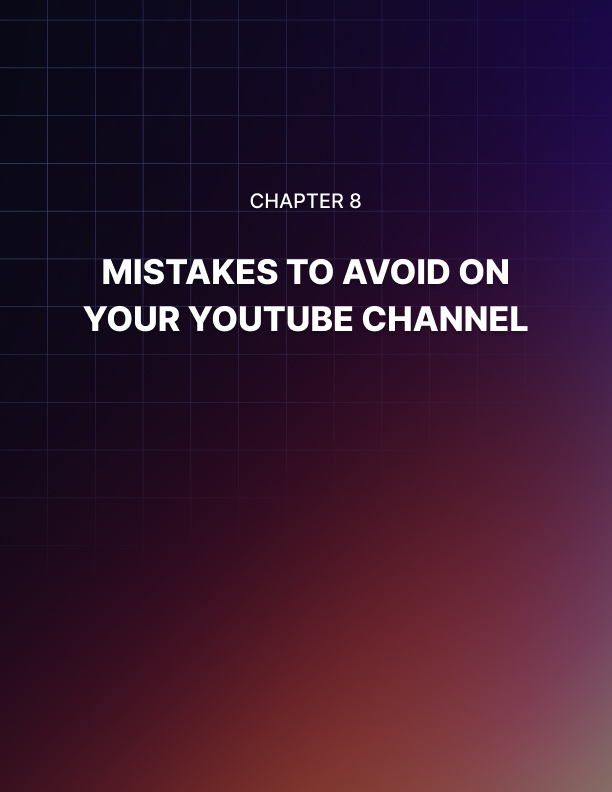 CHAPTER 8
MISTAKES TO AVOID ON
YOUR YOUTUBE CHANNEL